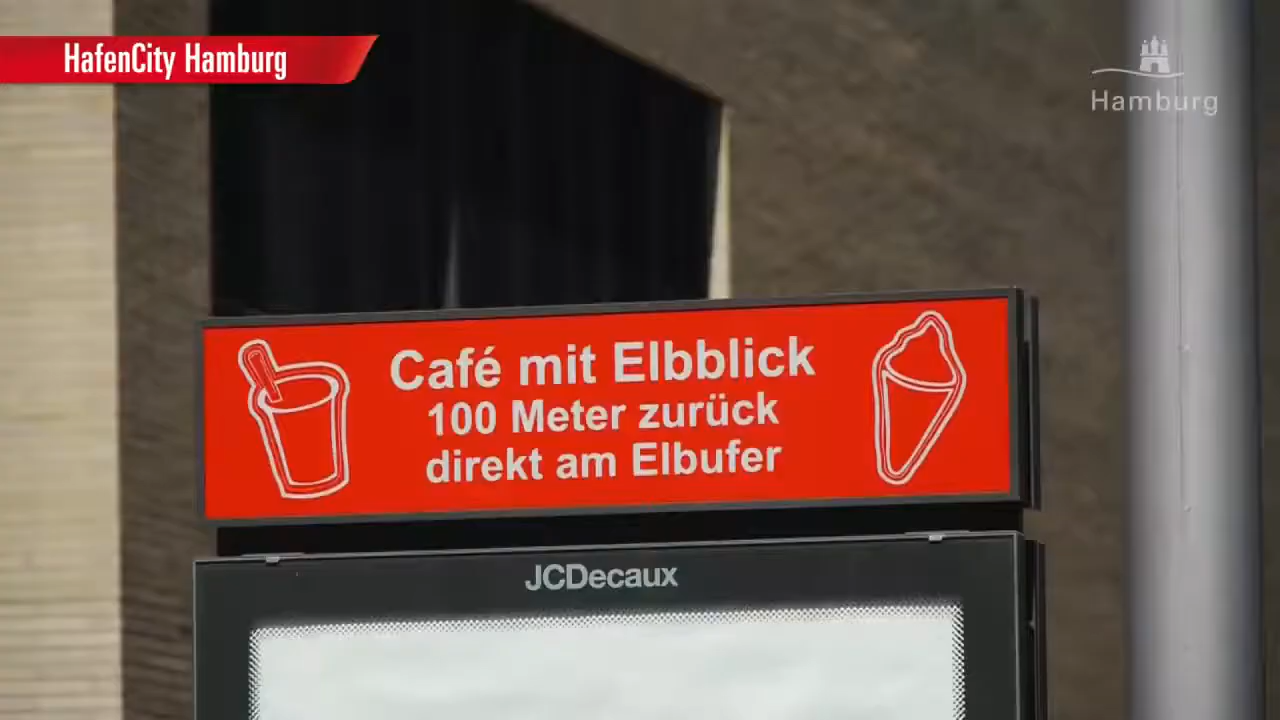 HafenCity Hamburg
Hamburg
Café mit Elbblick
100 Meter zurück
direkt am Elbufer
JCDecaux